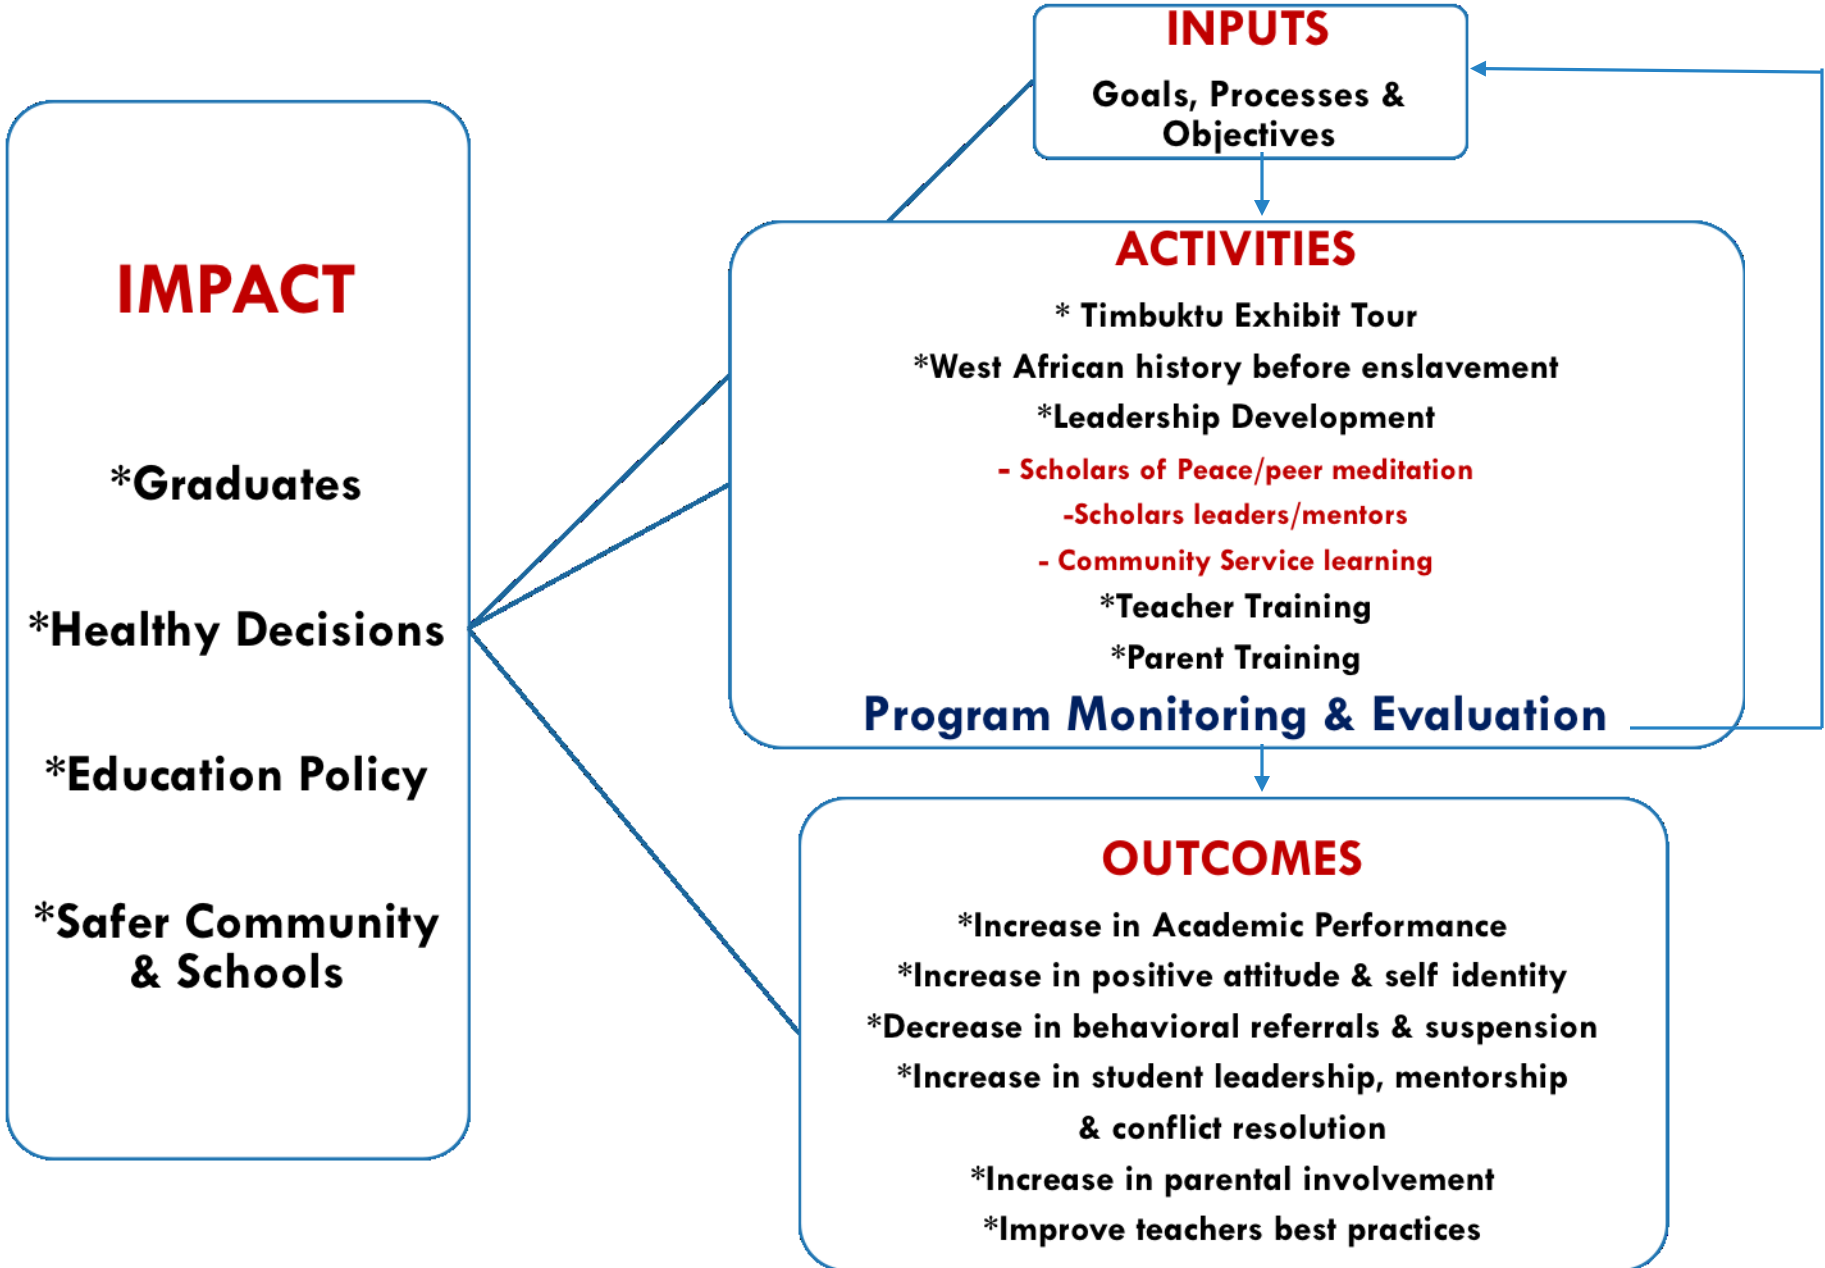 IMPACT
*Graduates
*Healthy Decisions
*Education Policy
*Safer Community
& Schools
INPUTS
Goals, Processes &
Objectives
ACTIVITIES
* Timbuktu Exhibit Tour
*West African history before enslavement
*Leadership Development
- Scholars of Peace/peer meditation
-Scholars leaders/mentors
- Community Service learning
*Teacher Training
*Parent Training
Program Monitoring & Evaluation
OUTCOMES
*Increase in Academic Performance
*Increase in positive attitude & self identity
*Decrease in behavioral referrals & suspension
*Increase in student leadership, mentorship
& conflict resolution
*Increase in parental involvement
*Improve teachers best practices